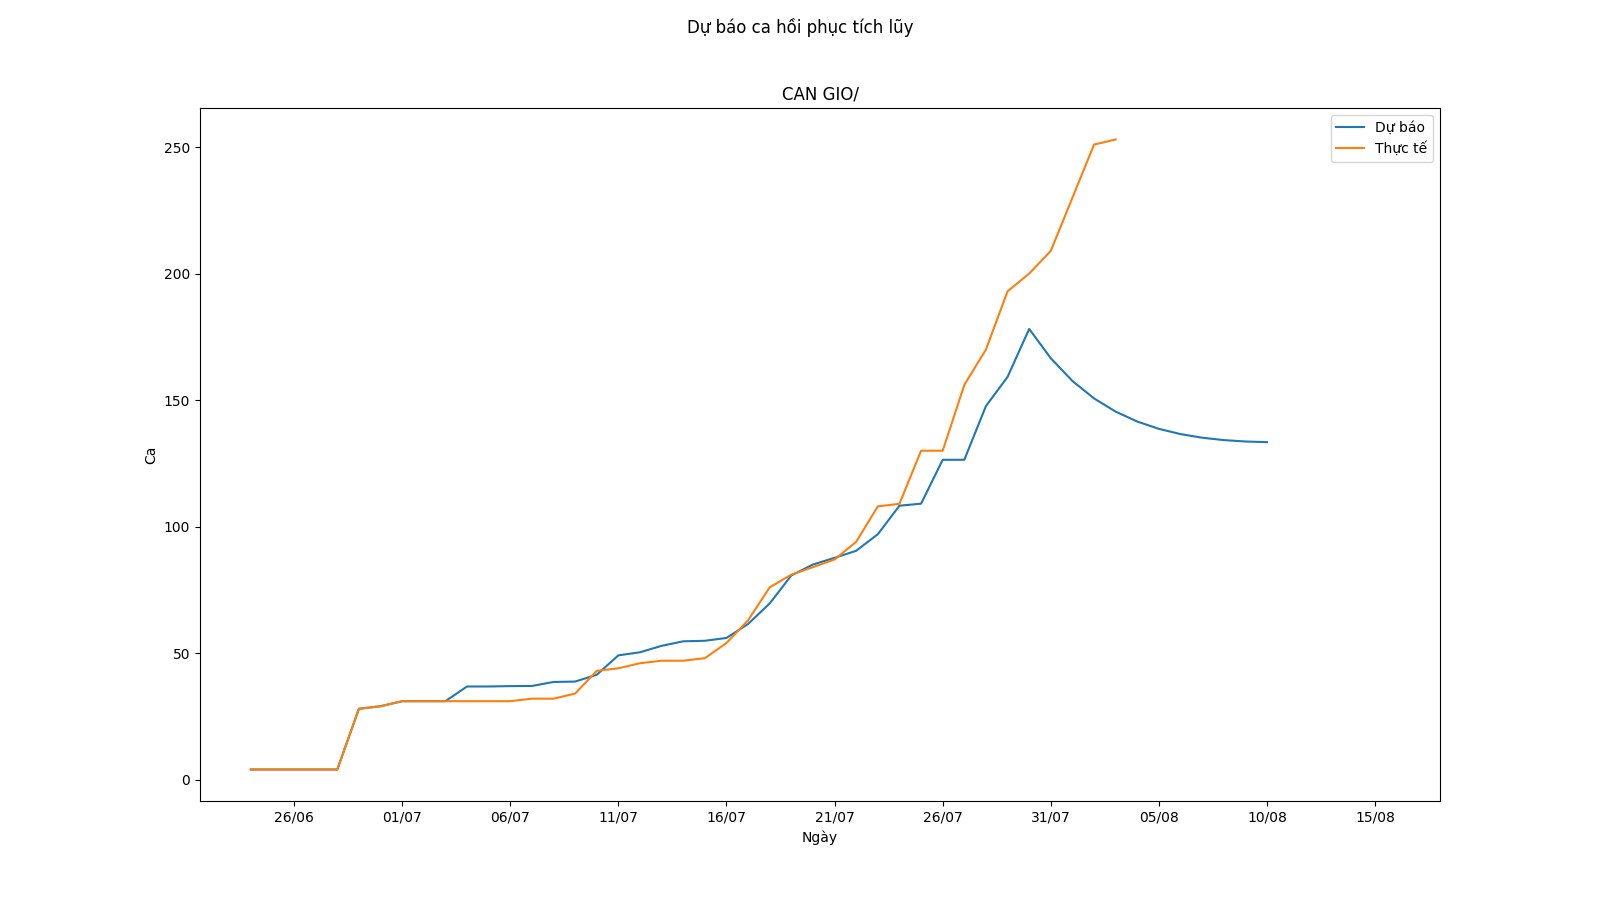 Dự báo ca hồi phục tích lũy
CAN GIO/
Dự báo
Thực tế
250
200
150
100
50
0
Ca
26/06
01/07
06/07
11/07
16/07
21/07
26/07
31/07
05/08
10/08
15/08
Ngày